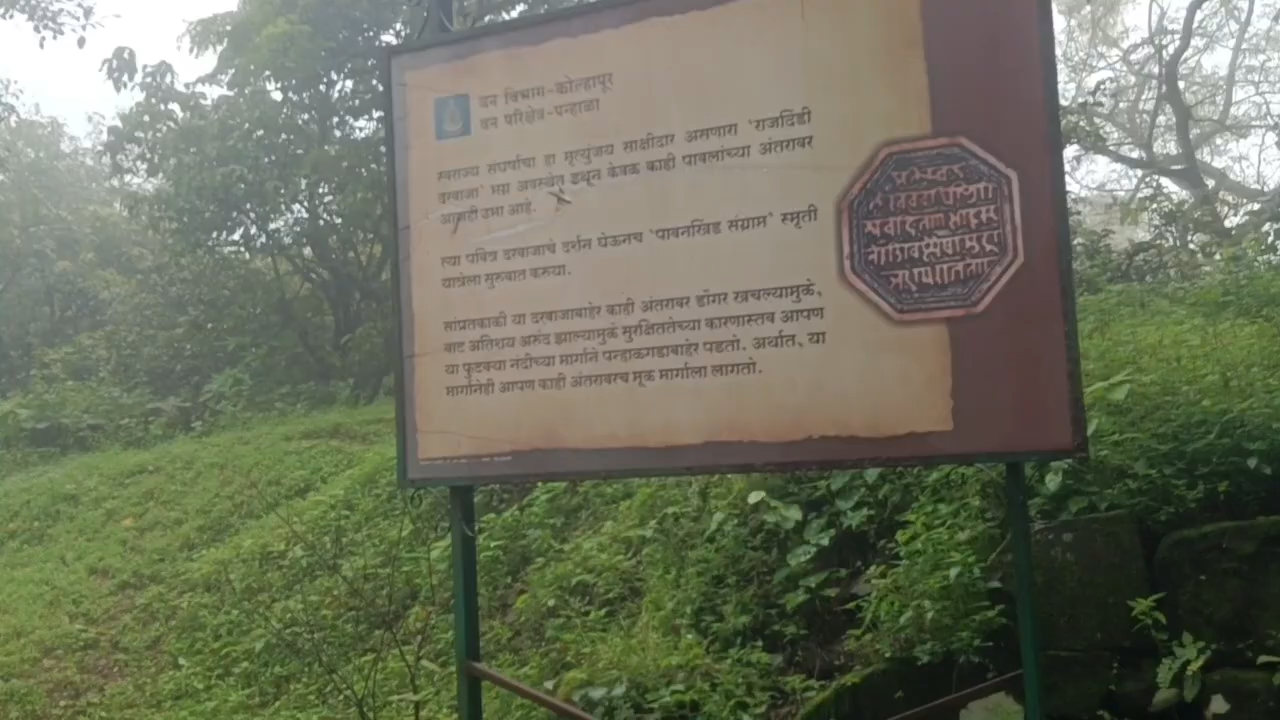 वन विभाग-कोल्हापूर
वन परिक्षेत्र-पन्हाळा
स्वराज्य संघर्षाचा हा मृत्युंजय साक्षीदार असणारा 'राजदिंडी
दरवाजा' भग्न अवस्थेत इथून केवळ काही पावलांच्या अंतरावर
आजही उभा आहे.
त्या पवित्र दरवाजाचे दर्शन घेऊनच 'पावनखिंड संग्राम' स्मृती
यात्रेला सुरुवात करुया.
सांप्रतकाळी या दरवाजाबाहेर काही अंतरावर डोंगर खचल्यामुळे,
वाट अतिशय अरुंद झाल्यामुळे सुरक्षिततेच्या कारणास्तव आपण
या फुटक्या नंदीच्या मार्गाने पन्हाळगडाबाहेर पडतो. अर्थात, या
मार्गानेही आपण काही अंतरावरच मूळ मार्गाला लागतो.